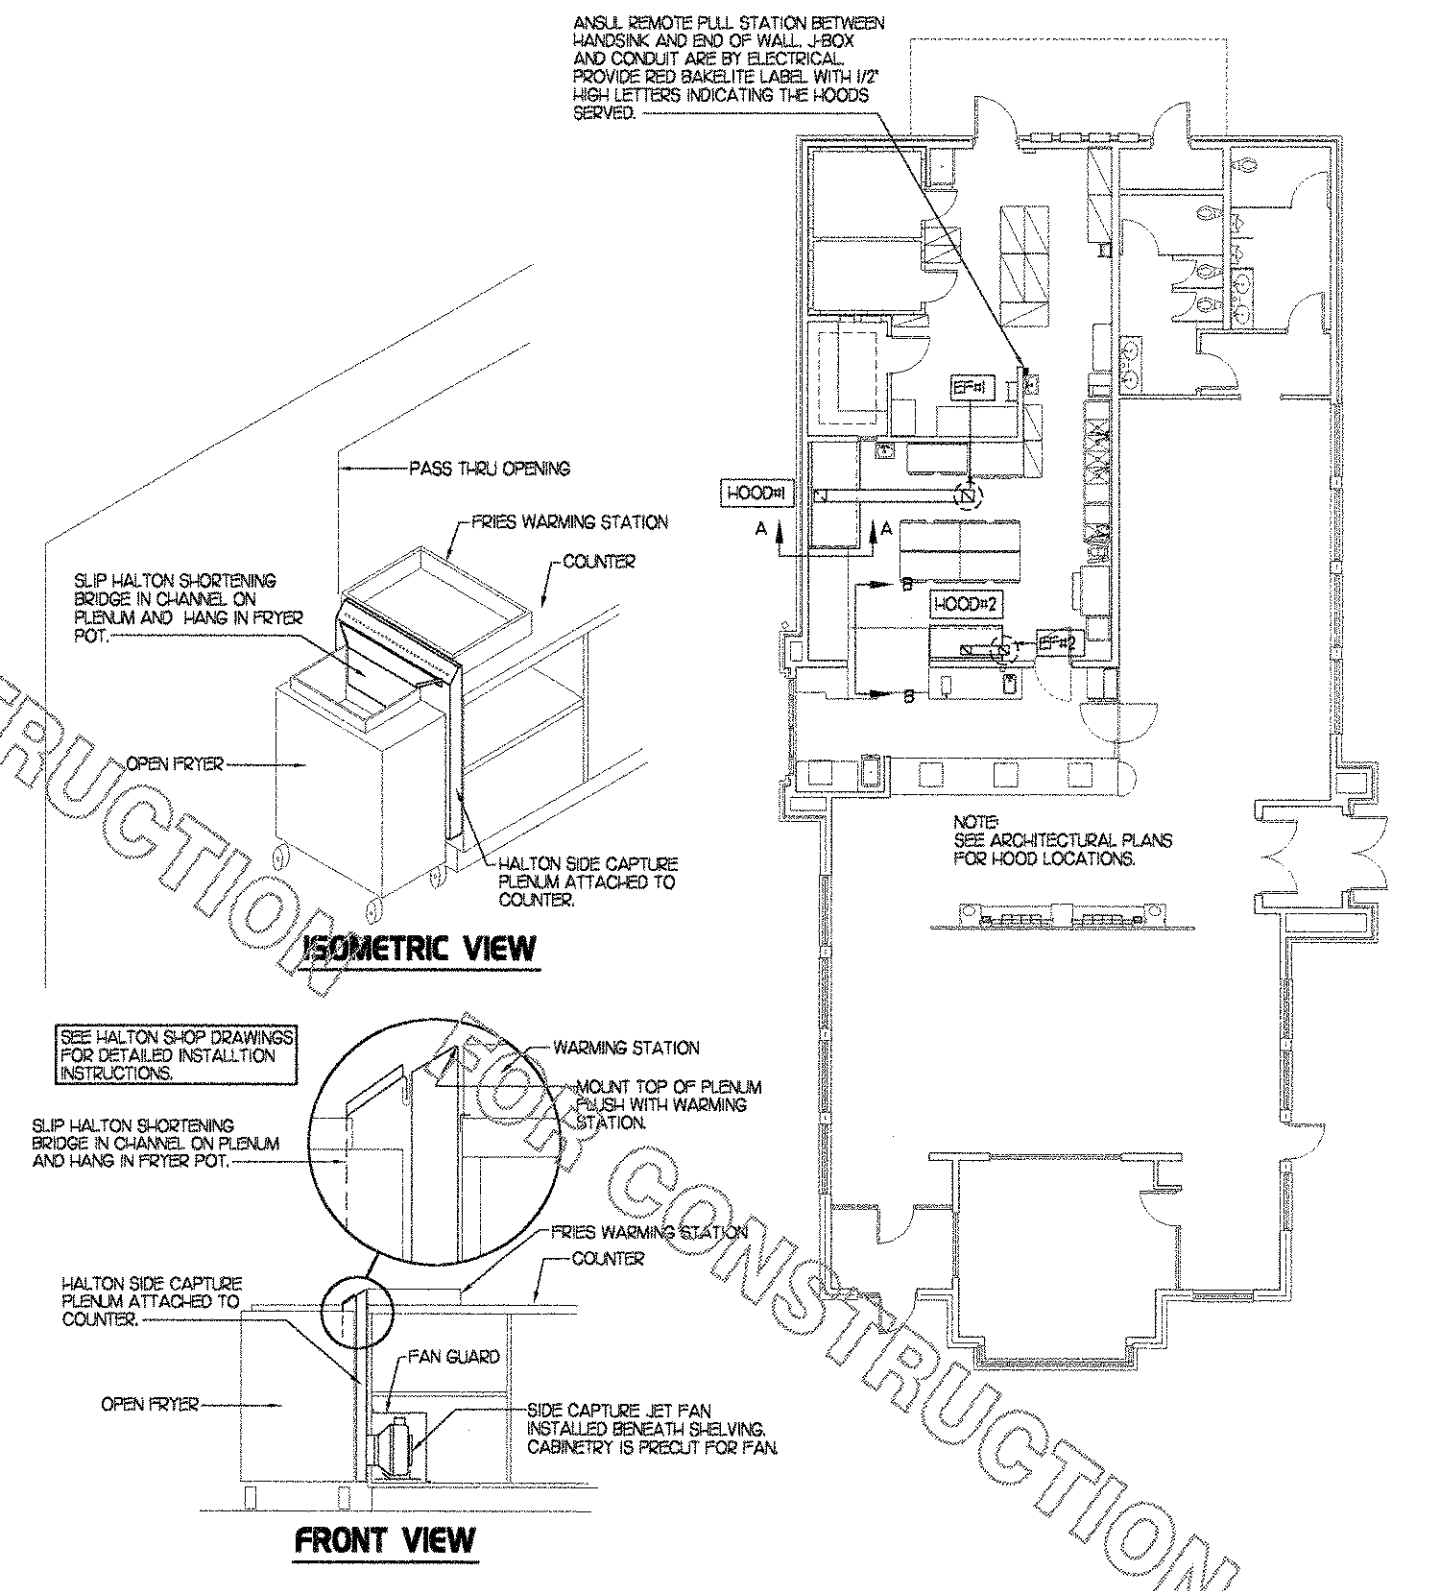 ANSUL REMOTE PULL STATION BETWEEN
HANDSINK AND END OF WALL. J-BOX
AND CONDUIT ARE BY ELECTRICAL.
PROVIDE RED BAKELITE LABEL WITH 1/2"
HIGH LETTERS INDICATING THE HOODS
SERVED.
EF#1
HOOD#1
A
A
B
HOOD#2
EF#2
B
NOTE:
SEE ARCHITECTURAL PLANS
FOR HOOD LOCATIONS.
PASS THRU OPENING
FRIES WARMING STATION
COUNTER
SLIP HALTON SHORTENING
BRIDGE IN CHANNEL ON
PLENUM AND HANG IN FRYER
POT.
OPEN FRYER
HALTON SIDE CAPTURE
PLENUM ATTACHED TO
COUNTER.
ISOMETRIC VIEW
SEE HALTON SHOP DRAWINGS
FOR DETAILED INSTALLTION
INSTRUCTIONS.
WARMING STATION
MOUNT TOP OF PLENUM
FLUSH WITH WARMING
STATION.
SLIP HALTON SHORTENING
BRIDGE IN CHANNEL ON PLENUM
AND HANG IN FRYER POT.
FRIES WARMING STATION
COUNTER
HALTON SIDE CAPTURE
PLENUM ATTACHED TO
COUNTER.
FAN GUARD
OPEN FRYER
SIDE CAPTURE JET FAN
INSTALLED BENEATH SHELVING.
CABINETRY IS PRECUT FOR FAN.
FRONT VIEW
TRUCTION
FOR CONSTRUCTION